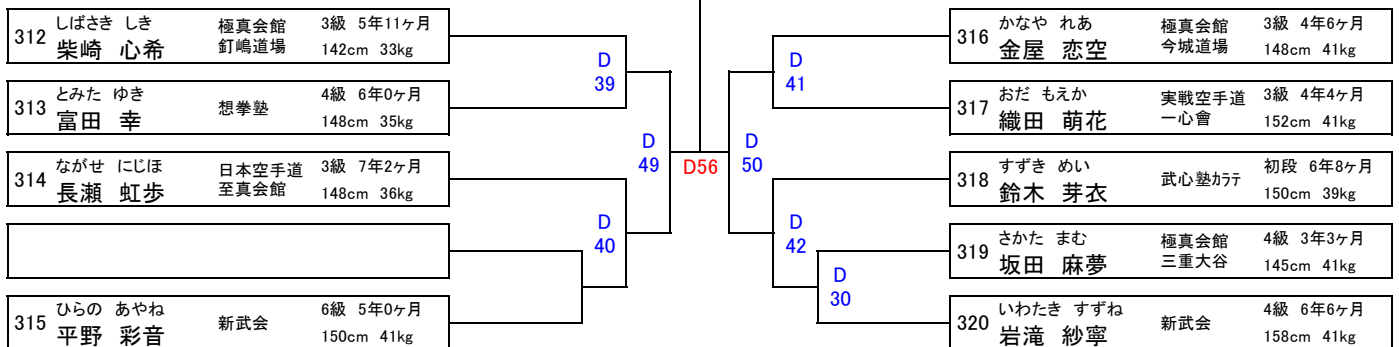 312
しばさき しき
柴崎 心希
極真会館
釘嶋道場
3級 5年11ヶ月
142cm 33kg
313
とみた ゆき
富田 幸
想拳塾
4級 6年0ヶ月
148cm 35kg
314
ながせ にじほ
長瀬 虹歩
日本空手道
至真会館
3級 7年2ヶ月
148cm 36kg
315
ひらの あやね
平野 彩音
新武会
6級 5年0ヶ月
150cm 41kg
D
39
D
40
D
49
D56
D
50
D
41
D
42
D
30
316
かなや れあ
金屋 恋空
極真会館
今城道場
3級 4年6ヶ月
148cm 41kg
317
おだ もえか
織田 萌花
実戦空手道
一心會
3級 4年4ヶ月
152cm 41kg
318
すずき めい
鈴木 芽衣
武心塾カラテ
初段 6年8ヶ月
150cm 39kg
319
さかた まむ
坂田 麻夢
極真会館
三重大谷
4級 3年3ヶ月
145cm 41kg
320
いわたき すずね
岩滝 紗寧
新武会
4級 6年6ヶ月
158cm 41kg